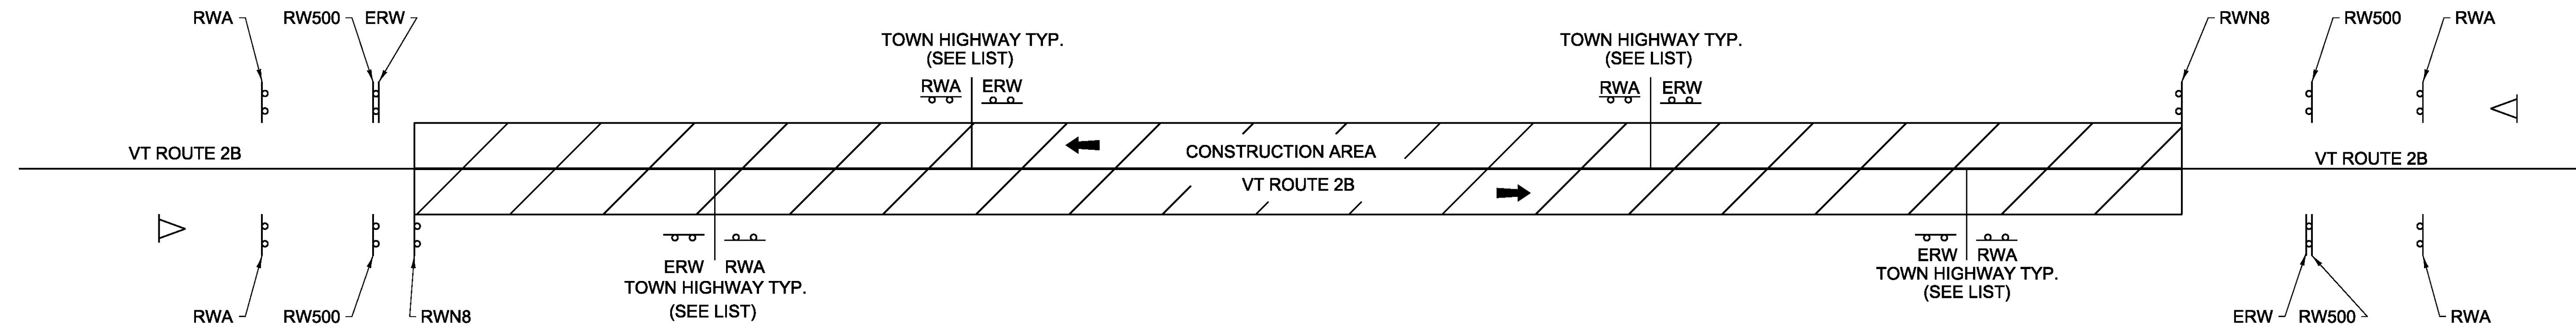 RWA RW500 ERW
RWN8 RW500 RWA
TOWN HIGHWAY TYP.
(SEE LIST)
RWA ERW
TOWN HIGHWAY TYP.
(SEE LIST)
RWA ERW
VT ROUTE 2B
CONSTRUCTION AREA
VT ROUTE 2B
VT ROUTE 2B
ERW RWA
TOWN HIGHWAY TYP.
(SEE LIST)
ERW RWA
TOWN HIGHWAY TYP.
(SEE LIST)
RWA RW500 RWN8
ERW RW500 RWA